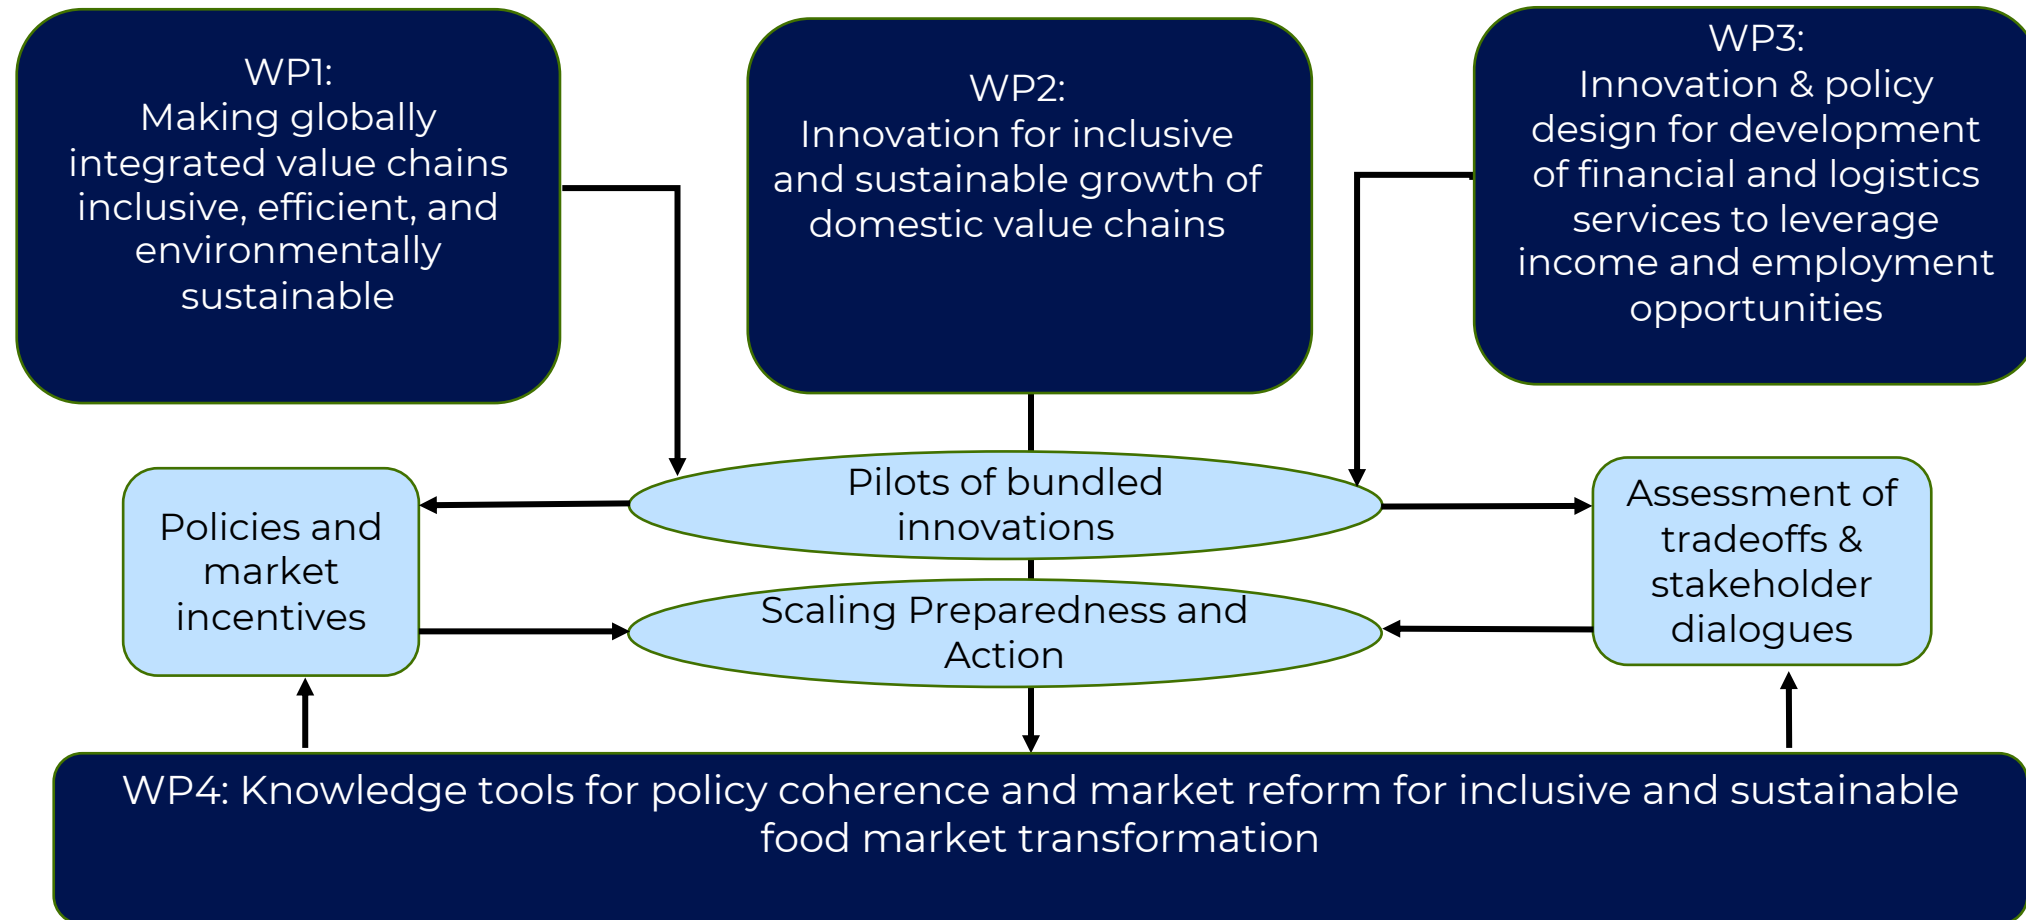 WP1:
Making globally
integrated value chains
inclusive, efficient, and
environmentally
sustainable
WP2:
Innovation for inclusive
and sustainable growth of
domestic value chains
WP3:
Innovation & policy
design for development
of financial and logistics
services to leverage
income and employment
opportunities
Pilots of bundled
innovations
Policies and
market
incentives
Assessment of
tradeoffs &
stakeholder
dialogues
Scaling Preparedness and
Action
WP4: Knowledge tools for policy coherence and market reform for inclusive and sustainable
food market transformation